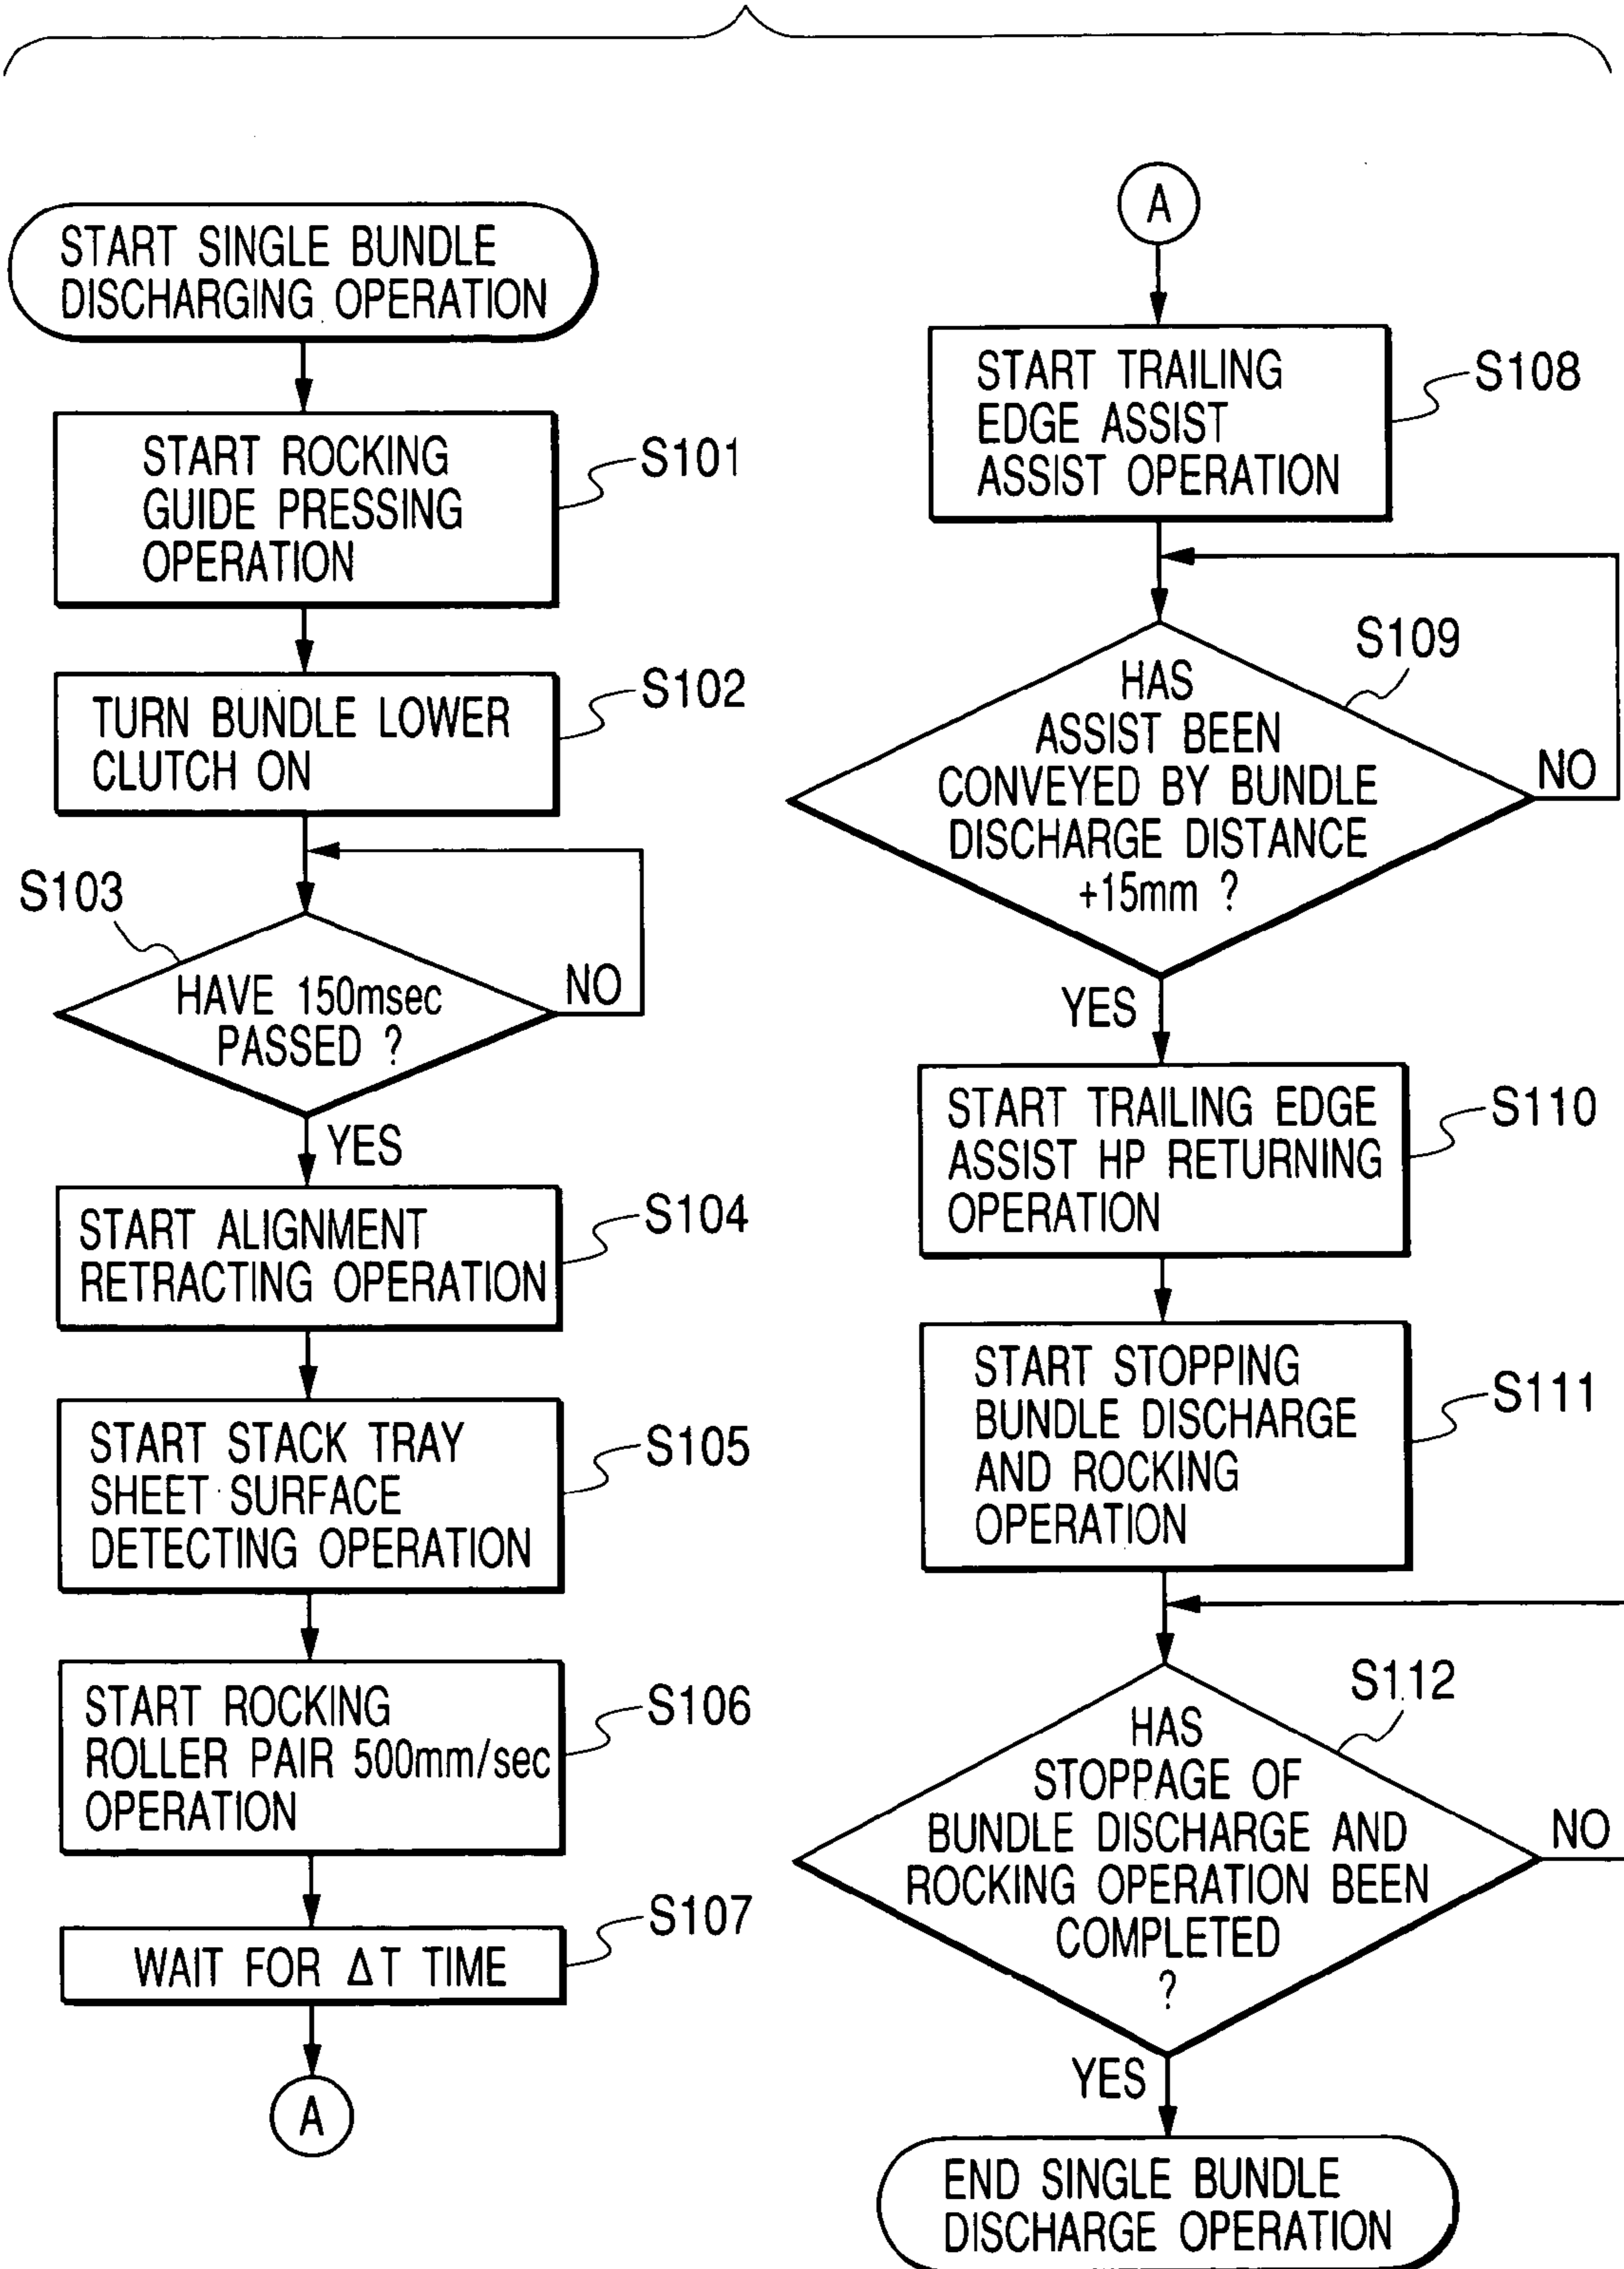 START SINGLE BUNDLE
DISCHARGING OPERATION
START ROCKING
GUIDE PRESSING
OPERATION
S101
TURN BUNDLE LOWER
CLUTCH ON
S102
S103
HAVE 150msec
PASSED ?
NO
YES
START ALIGNMENT
RETRACTING OPERATION
S104
START STACK TRAY
SHEET SURFACE
DETECTING OPERATION
S105
START ROCKING
ROLLER PAIR 500mm/sec
OPERATION
S106
WAIT FOR ΔT TIME
S107
A
A
START TRAILING
EDGE ASSIST
ASSIST OPERATION
S108
S109
HAS
ASSIST BEEN
CONVEYED BY BUNDLE
DISCHARGE DISTANCE
+15mm ?
NO
YES
START TRAILING EDGE
ASSIST HP RETURNING
OPERATION
S110
START STOPPING
BUNDLE DISCHARGE
AND ROCKING
OPERATION
S111
S112
HAS
STOPPAGE OF
BUNDLE DISCHARGE AND
ROCKING OPERATION BEEN
COMPLETED
?
NO
YES
END SINGLE BUNDLE
DISCHARGE OPERATION